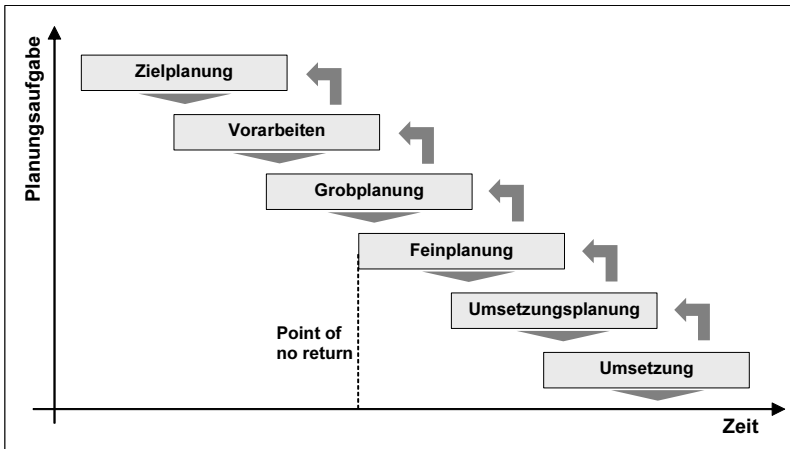 Planungsaufgabe
Zielplanung
Vorarbeiten
Grobplanung
Feinplanung
Umsetzungsplanung
Point of
no return
Umsetzung
Zeit